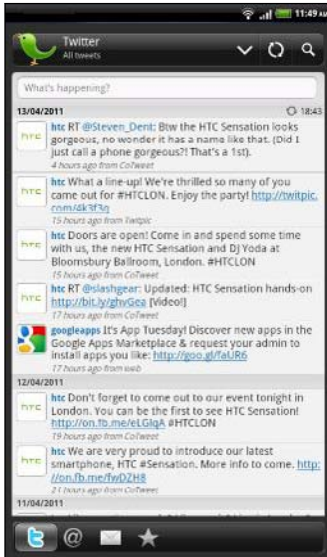 11:49 AM
Twitter
All tweets
What's happening?
13/04/2011
18:43
htc RT @Steven_Dent: Btw the HTC Sensation looks
gorgeous, no wonder it has a name like that. (Did I
just call a phone gorgeous?! That's a 1st).
4 hours ago from CoTweet
htc What a line-up! We're thrilled so many of you
came out for #HTCLON. Enjoy the party! http://twitpic.
com/4k3f3q
15 hours ago from Twitpic
htc Doors are open! Come in and spend some time
with us, the new HTC Sensation and DJ Yoda at
Bloomsbury Ballroom, London. #HTCLON
15 hours ago from CoTweet
htc RT @slashgear: Updated: HTC Sensation hands-on
http://bit.ly/ghvGea [Video!]
17 hours ago from CoTweet
googleapps It's App Tuesday! Discover new apps in the
Google Apps Marketplace & request your admin to
install apps you like: http://goo.gl/faUR6
17 hours ago from web
12/04/2011
htc Don't forget to come out to our event tonight in
London. You can be the first to see HTC Sensation!
http://on.fb.me/eLGlqA #HTCLON
19 hours ago from CoTweet
htc We are very proud to introduce our latest
smartphone, HTC #Sensation. More info to come. http:
//on.fb.me/fwDZH8
21 hours ago from CoTweet
11/04/2011